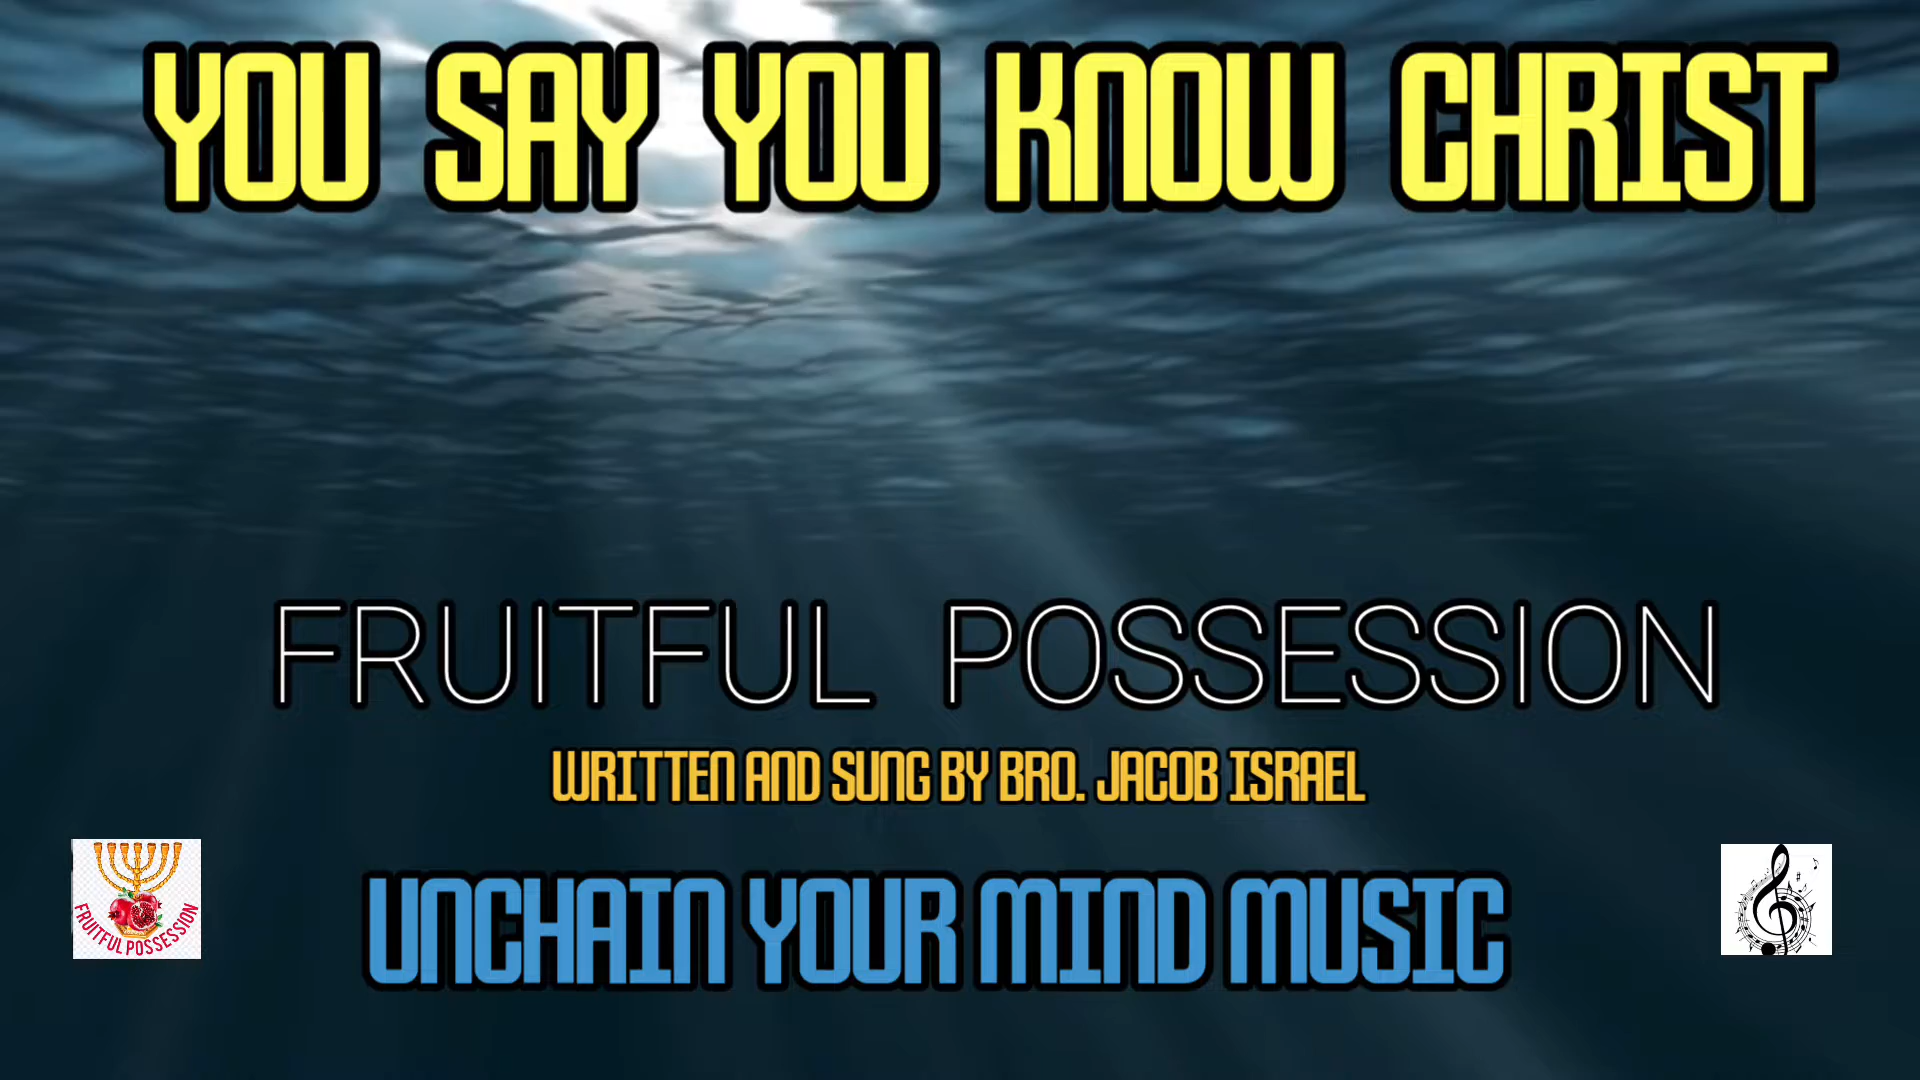 YOU SAY YOU KNOW CHRIST
FRUITFUL POSSESSION
WRITTEN AND SUNG BY BRO. JACOB ISRAEL
FRUITFUL POSSESSION
UNCHAIN YOUR MIND MUSIC